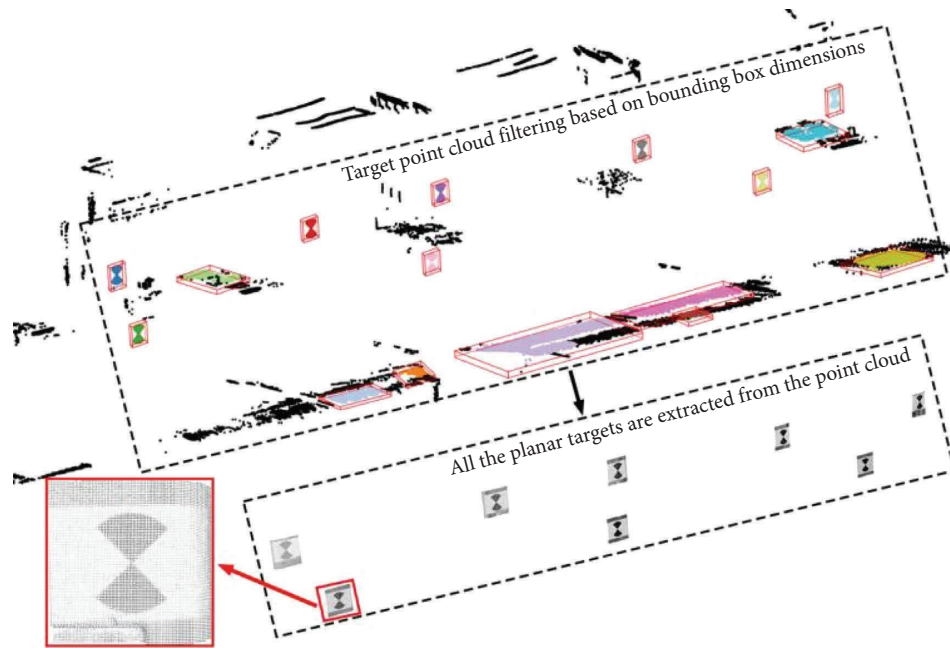 Target point cloud filtering based on bounding box dimensions
All the planar targets are extracted from the point cloud